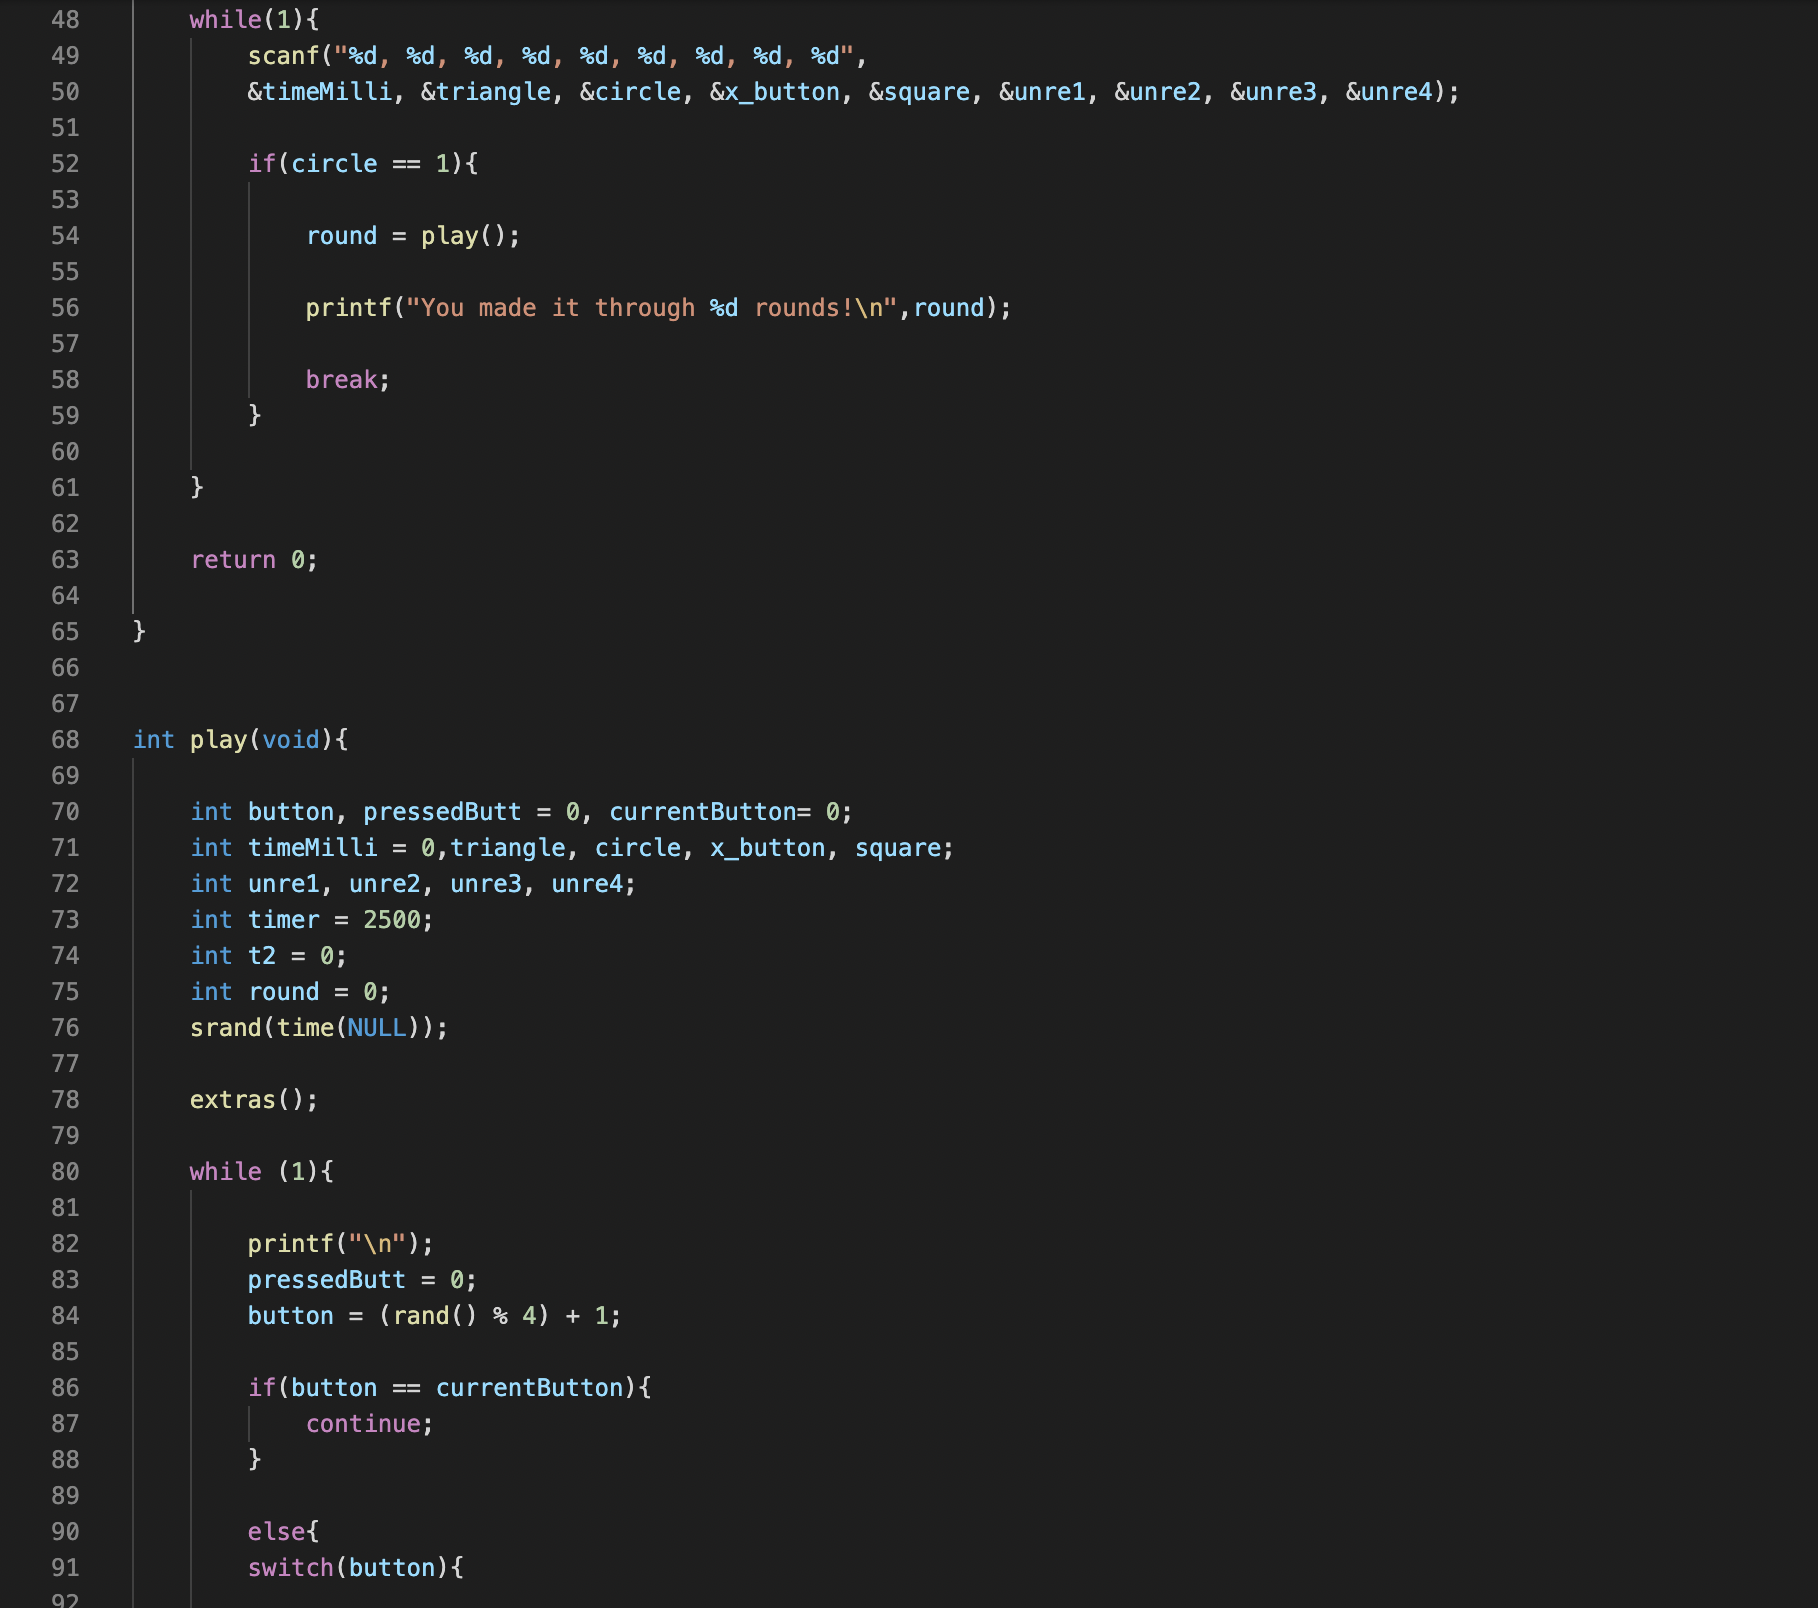 48 while(1){
49 scanf("%d, %d, %d, %d, %d, %d, %d, %d, %d",
50 &timeMilli, &triangle, &circle, &x_button, &square, &unre1, &unre2, &unre3, &unre4);
51
52 if(circle == 1){
53
54 round = play();
55
56 printf("You made it through %d rounds!\n",round);
57
58 break;
59 }
60
61 }
62
63 return 0;
64
65 }
66
67
68 int play(void){
69
70 int button, pressedButt = 0, currentButton= 0;
71 int timeMilli = 0,triangle, circle, x_button, square;
72 int unre1, unre2, unre3, unre4;
73 int timer = 2500;
74 int t2 = 0;
75 int round = 0;
76 srand(time(NULL));
77
78 extras();
79
80 while (1){
81
82 printf("\n");
83 pressedButt = 0;
84 button = (rand() % 4) + 1;
85
86 if(button == currentButton){
87 continue;
88 }
89
90 else{
91 switch(button){
92